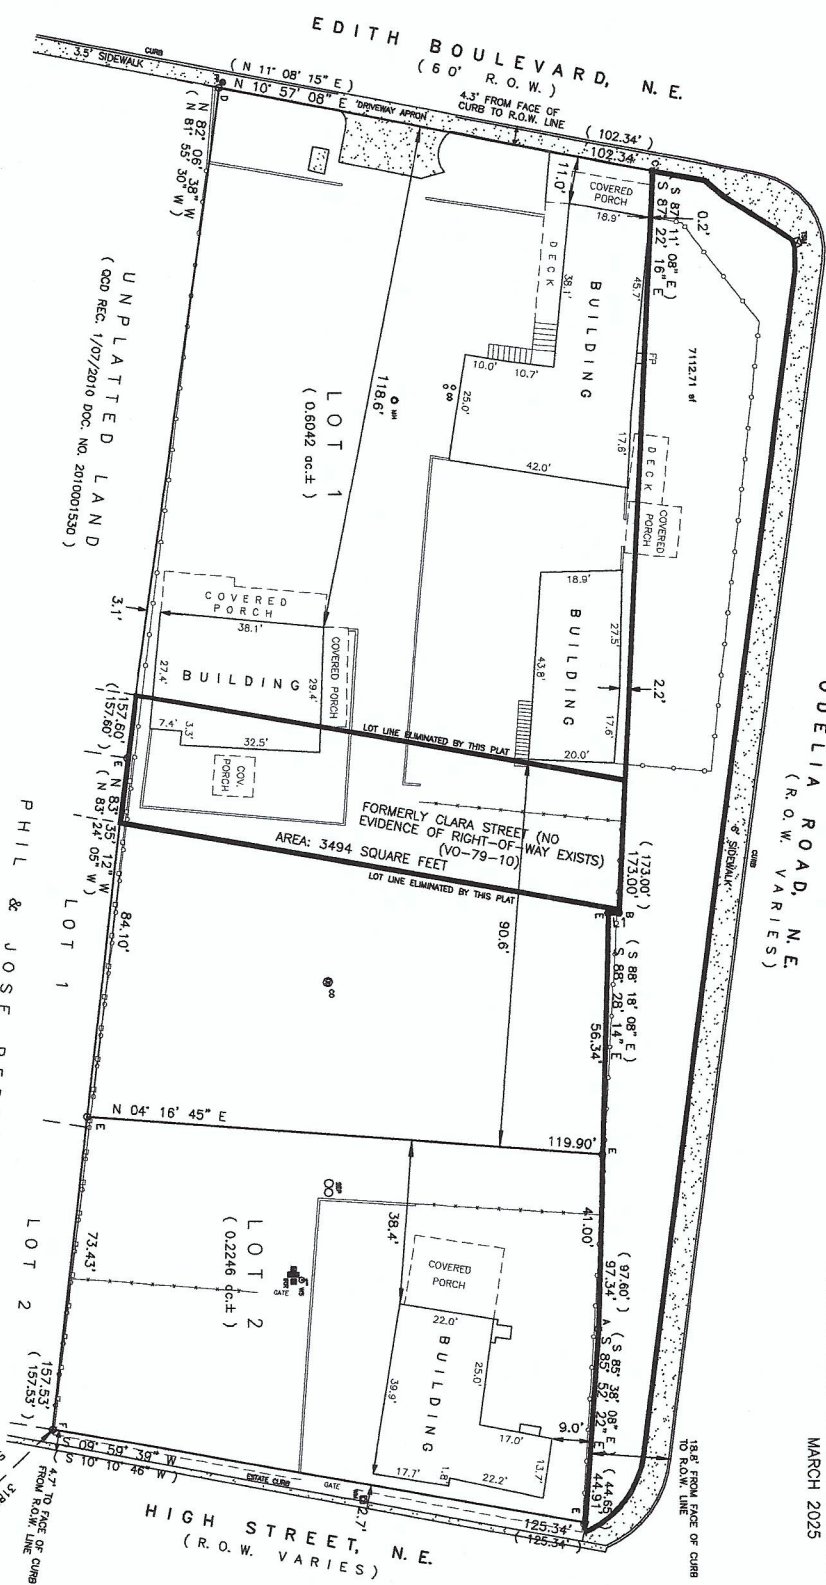 EDITH BOULEVARD, N.E.
( 60' R. O. W. )
CURB
3.5' SIDEWALK
( N 11° 08' 15" E )
N 10° 57' 08" E
DRIVEWAY APRON
4.3' FROM FACE OF
CURB TO R.O.W. LINE
( 102.34' )
102.34'
D
C
N 82° 06' 38" W
( N 81° 55' 30" W )
UNPLATTED LAND
( QCD REC. 1/07/2010 DOC. NO. 2010001530 )
11.0'
COVERED
PORCH
18.9'
DECK
38.1'
BUILDING
45.7'
10.0'
10.7'
25.0'
42.0'
17.6'
CO
MH
118.6'
LOT 1
( 0.6042 ac.± )
( S 87° 11' 08" E )
S 87° 22' 16" E
0.2'
FP
7112.71 sf
DECK
COVERED
PORCH
18.9'
27.5'
BUILDING
43.8'
17.6'
20.0'
2.2'
COVERED
PORCH
38.1'
COVERED PORCH
3.1'
27.4'
BUILDING
29.4'
7.4'
3.3'
32.5'
COV.
PORCH
LOT LINE ELIMINATED BY THIS PLAT
FORMERLY CLARA STREET (NO
EVIDENCE OF RIGHT-OF-WAY EXISTS)
(VO-79-10)
AREA: 3494 SQUARE FEET
LOT LINE ELIMINATED BY THIS PLAT
157.60'
( 157.60' )
E
N 83° 35' 12" W
( N 83° 24' 05" W )
( 173.00' )
173.00'
E
B
90.6'
84.10'
LOT 1
PHIL & JOSE
CO
( S 88° 18' 08" E )
S 88° 28' 14" E
56.34'
N 04° 16' 45" E
119.90'
E
E
ODELIA ROAD, N.E.
( R.O.W. VARIES )
6' SIDEWALK
CURB
MARCH 2025
41.00'
38.4'
LOT 2
( 0.2246 ac.± )
GATE
73.43'
LOT 2
COVERED
PORCH
22.0'
BUILDING
25.0'
39.9'
17.0'
13.7'
17.7'
1.8'
22.2'
9.0'
( 97.60' )
97.34'
A
( S 85° 38' 08" E )
S 85° 52' 22" E
( 44.65' )
44.91'
E
18.8' FROM FACE OF CURB
TO R.O.W. LINE
157.53'
( 157.53' )
F
S 09° 59' 39" W
( S 10° 10' 46" W )
ESTATE CURB
GATE
2.7'
125.34'
( 125.34' )
4.7' TO FACE OF CURB
FROM R.O.W. LINE
HIGH STREET, N.E.
( R. O. W. VARIES )